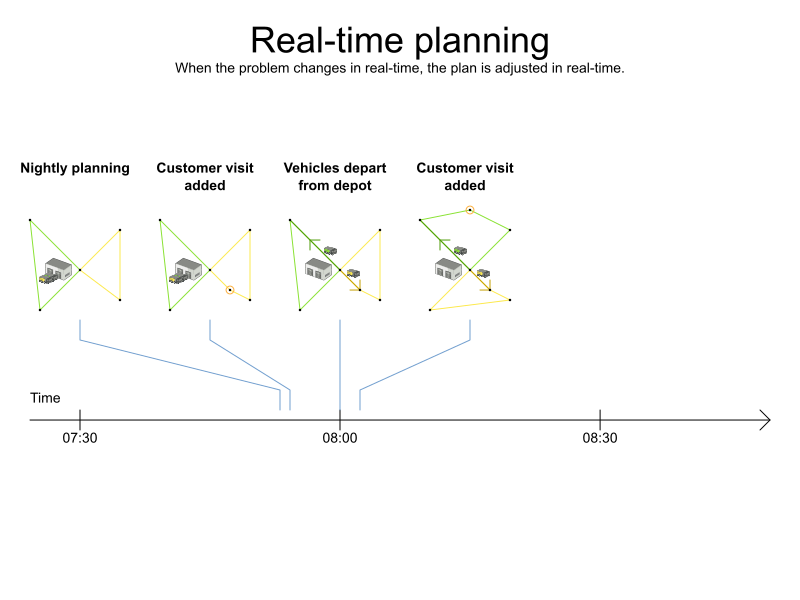 Real-time planning
When the problem changes in real-time, the plan is adjusted in real-time.
Nightly planning
Customer visit
added
Vehicles depart
from depot
Customer visit
added
Time
07:30
08:00
08:30